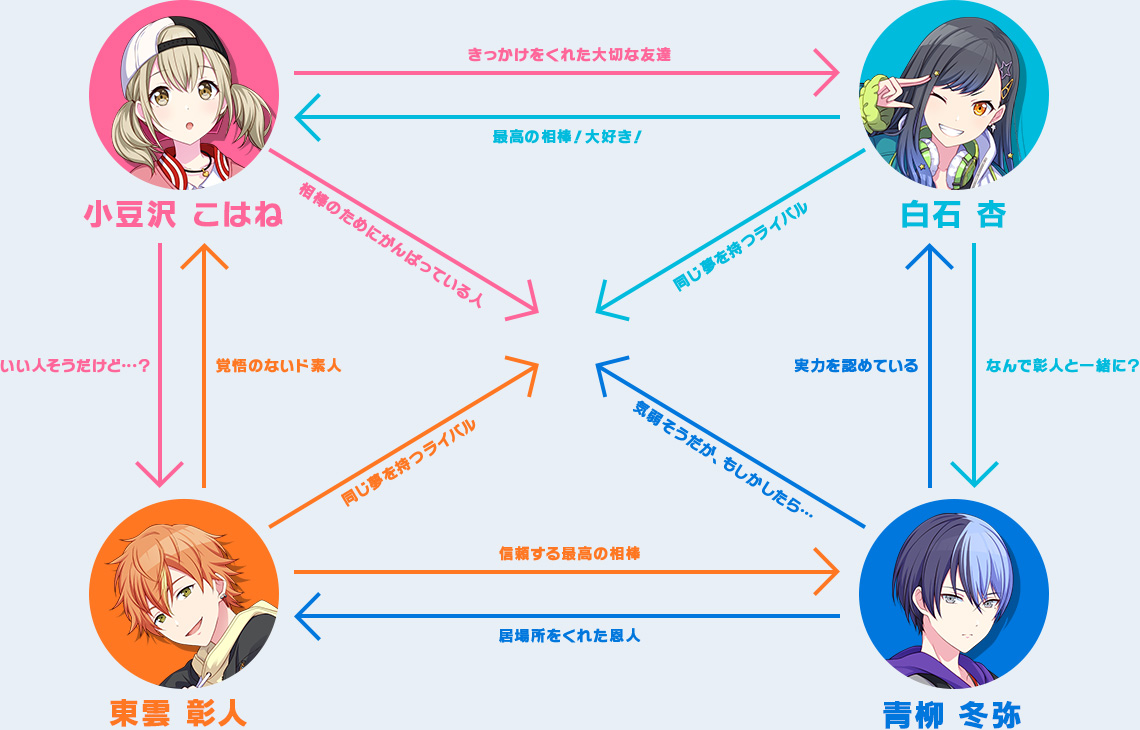 きっかけをくれた大切な友達
最高の相棒！大好き！
小豆沢 こはね
白石 杏
相棒のためにがんばっている人
同じ夢を持つライバル
いい人そうだけど…？
覚悟のないド素人
実力を認めている
なんで彰人と一緒に？
同じ夢を持つライバル
気弱そうだが、もしかしたら…
信頼する最高の相棒
居場所をくれた恩人
東雲 彰人
青柳 冬弥